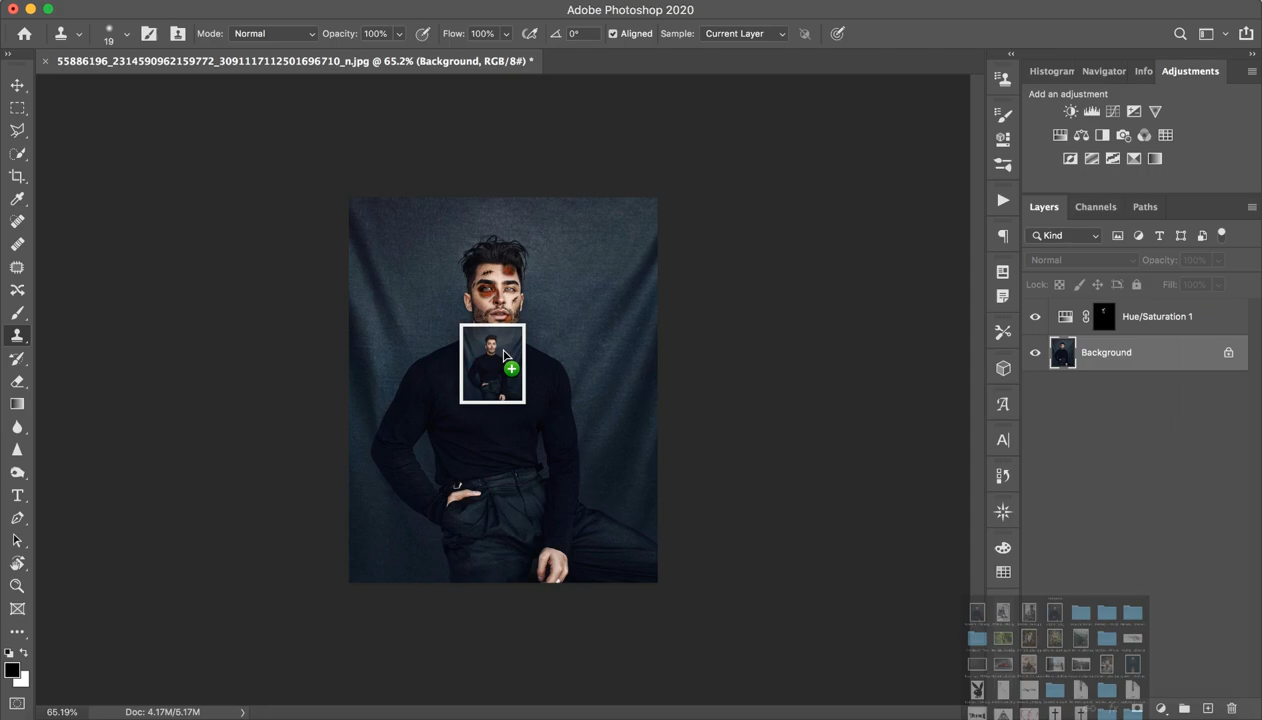 Adobe Photoshop 2020
19
Mode: Normal
Opacity: 100%
Flow: 100%
0°
Aligned
Sample: Current Layer
55886196_2314590962159772_3091117112501696710_n.jpg @ 65.2% (Background, RGB/8#) *
Histogram
Navigator
Info
Adjustments
Add an adjustment
Layers
Channels
Paths
Kind
Normal
Opacity: 100%
Lock:
Fill: 100%
Hue/Saturation 1
Background
65.19%
Doc: 4.17M/5.17M